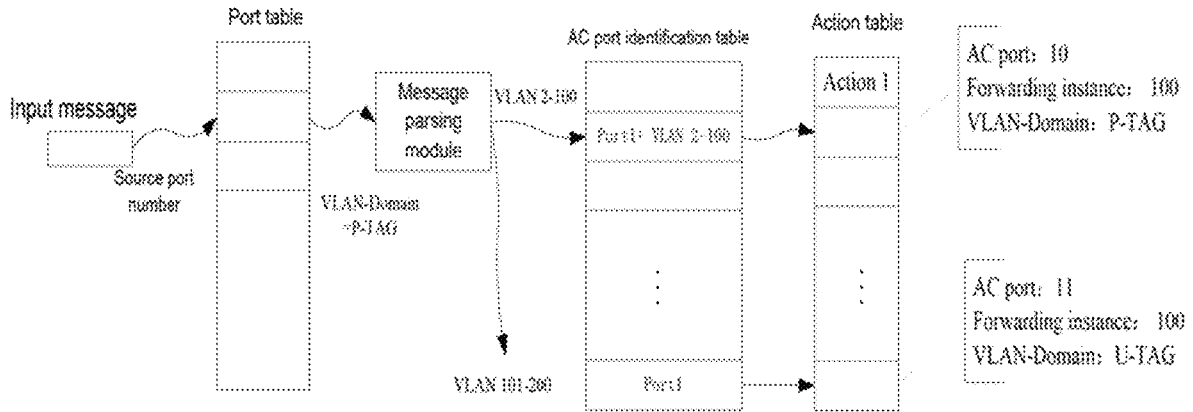 Port table
AC port identification table
Action table
Input message
Source port
number
VLAN-Domain
=P-TAG
Message
parsing
module
VLAN 2-100
VLAN 101-200
Port1+ VLAN 2-100
Port1
Action 1
AC port: 10
Forwarding instance: 100
VLAN-Domain: P-TAG
AC port: 11
Forwarding instance: 100
VLAN-Domain: U-TAG